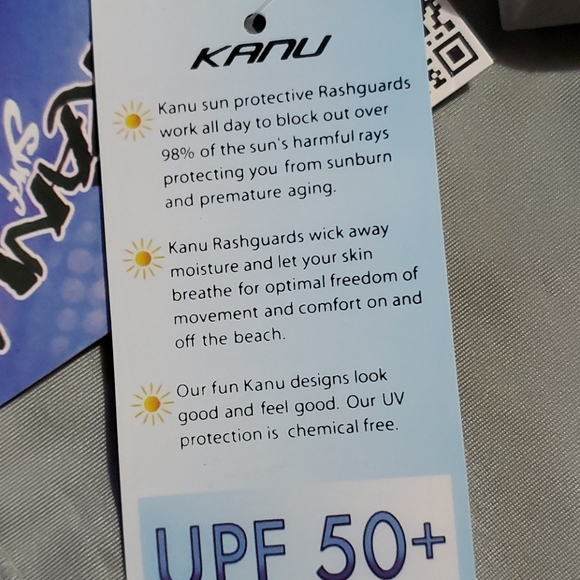 KANU
Kanu sun protective Rashguards
work all day to block out over
98% of the sun's harmful rays
protecting you from sunburn
and premature aging.
Kanu Rashguards wick away
moisture and let your skin
breathe for optimal freedom of
movement and comfort on and
off the beach.
Our fun Kanu designs look
good and feel good. Our UV
protection is chemical free.
UPF 50+
Surf